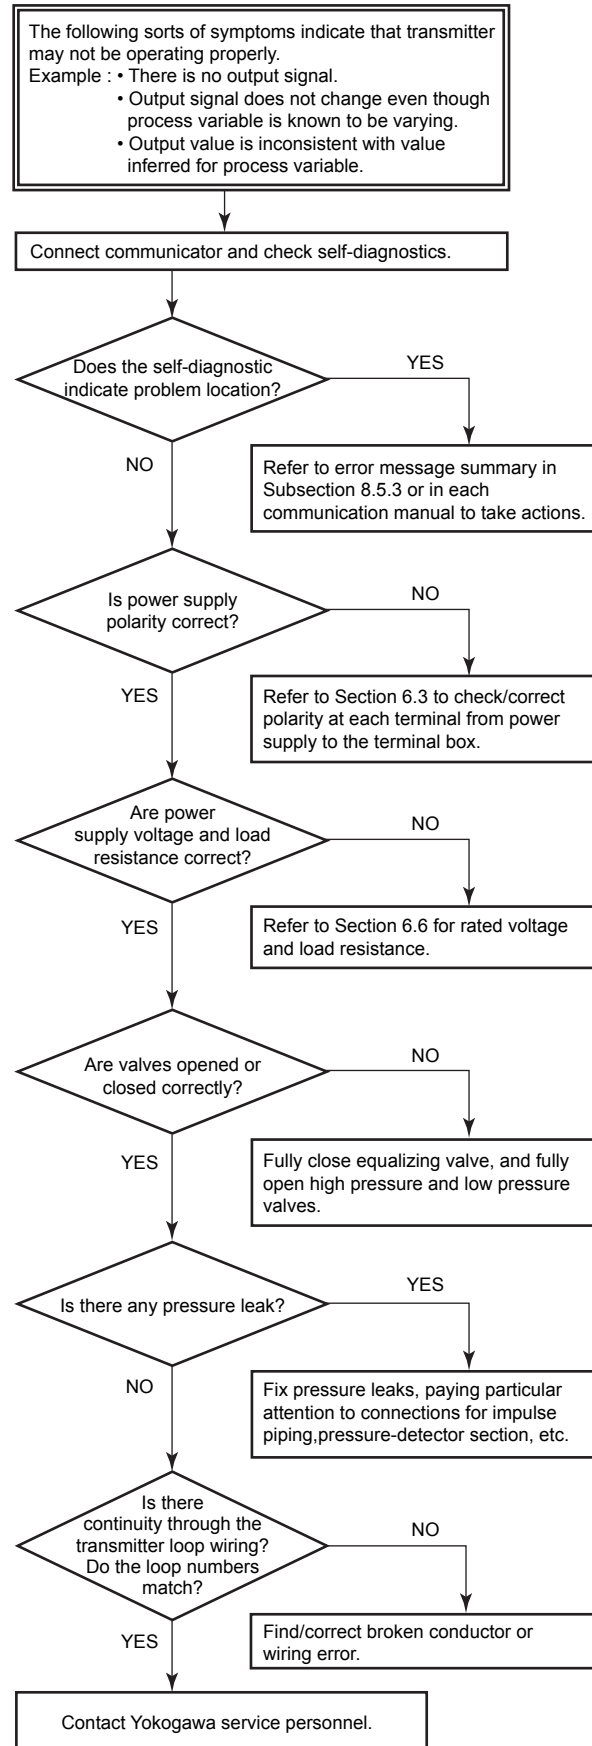 The following sorts of symptoms indicate that transmitter
may not be operating properly.
Example : • There is no output signal.
• Output signal does not change even though
process variable is known to be varying.
• Output value is inconsistent with value
inferred for process variable.
Connect communicator and check self-diagnostics.
Does the self-diagnostic
indicate problem location?
YES
NO
Refer to error message summary in
Subsection 8.5.3 or in each
communication manual to take actions.
Is power supply
polarity correct?
NO
YES
Refer to Section 6.3 to check/correct
polarity at each terminal from power
supply to the terminal box.
Are power
supply voltage and load
resistance correct?
NO
YES
Refer to Section 6.6 for rated voltage
and load resistance.
Are valves opened or
closed correctly?
NO
YES
Fully close equalizing valve, and fully
open high pressure and low pressure
valves.
Is there any pressure leak?
YES
NO
Fix pressure leaks, paying particular
attention to connections for impulse
piping,pressure-detector section, etc.
Is there
continuity through the
transmitter loop wiring?
Do the loop numbers
match?
NO
YES
Find/correct broken conductor or
wiring error.
Contact Yokogawa service personnel.